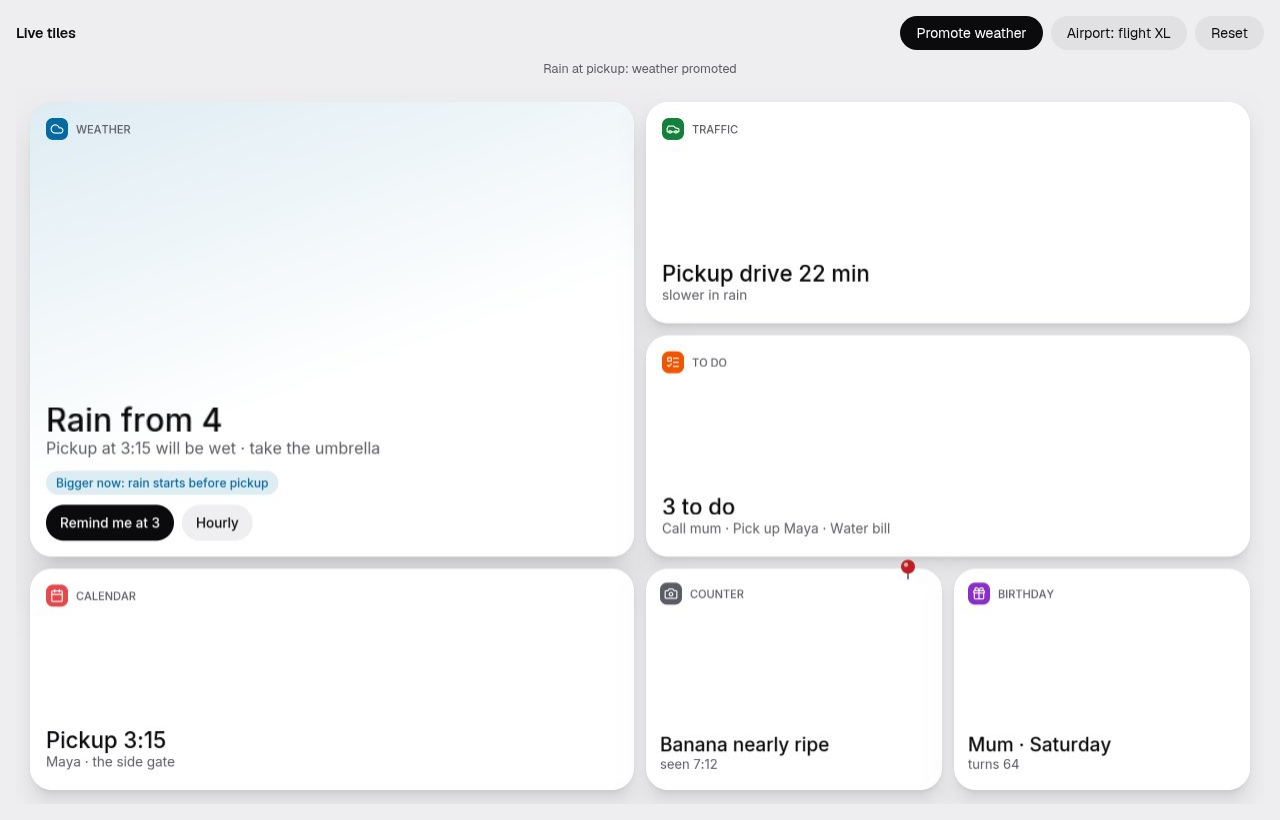 Live tiles
Promote weather
Airport: flight XL
Reset
Rain at pickup: weather promoted
WEATHER
Rain from 4
Pickup at 3:15 will be wet · take the umbrella
Bigger now: rain starts before pickup
Remind me at 3
Hourly
TRAFFIC
Pickup drive 22 min
slower in rain
TO DO
3 to do
Call mum · Pick up Maya · Water bill
CALENDAR
Pickup 3:15
Maya · the side gate
COUNTER
Banana nearly ripe
seen 7:12
BIRTHDAY
Mum · Saturday
turns 64